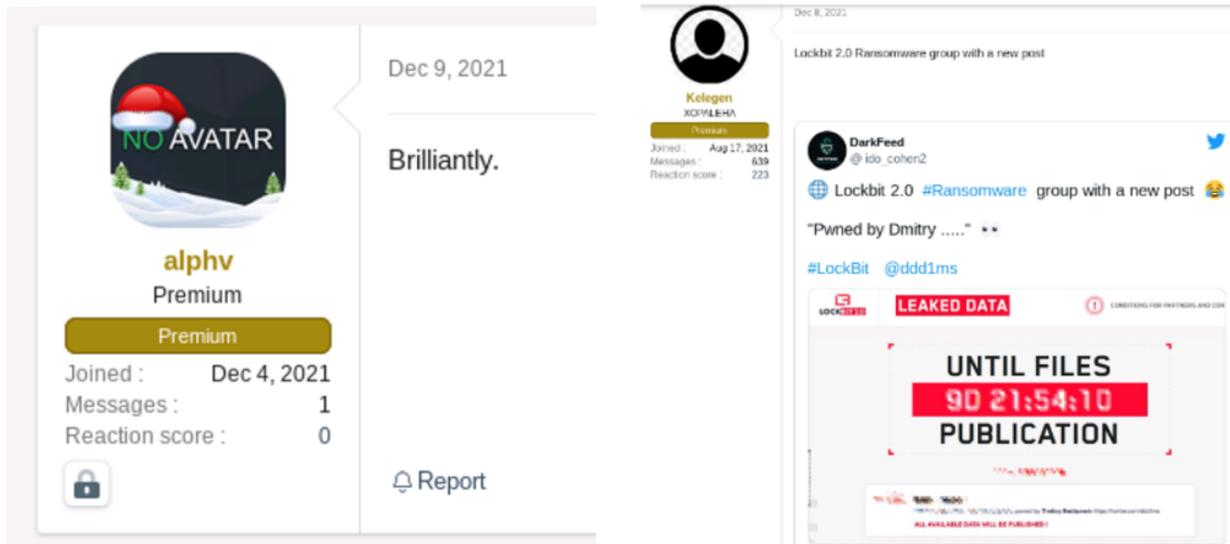 NO AVATAR
alphv
Premium
Premium
Joined : Dec 4, 2021
Messages : 1
Reaction score : 0
Dec 9, 2021
Brilliantly.
Report
Kelegen
XOPALEHA
Premium
Joined : Aug 17, 2021
Messages : 639
Reaction score : 223
Dec 8, 2021
Lockbit 2.0 Ransomware group with a new post
DarkFeed
@ido_cohen2
Lockbit 2.0 #Ransomware group with a new post 😂
"Pwned by Dmitry ....." 👀
#LockBit @ddd1ms
LOCKBIT 2.0
LEAKED DATA
CONDITIONS FOR PARTNERS AND CON
UNTIL FILES
9D 21:54:10
PUBLICATION
ALL AVAILABLE DATA WILL BE PUBLISHED !